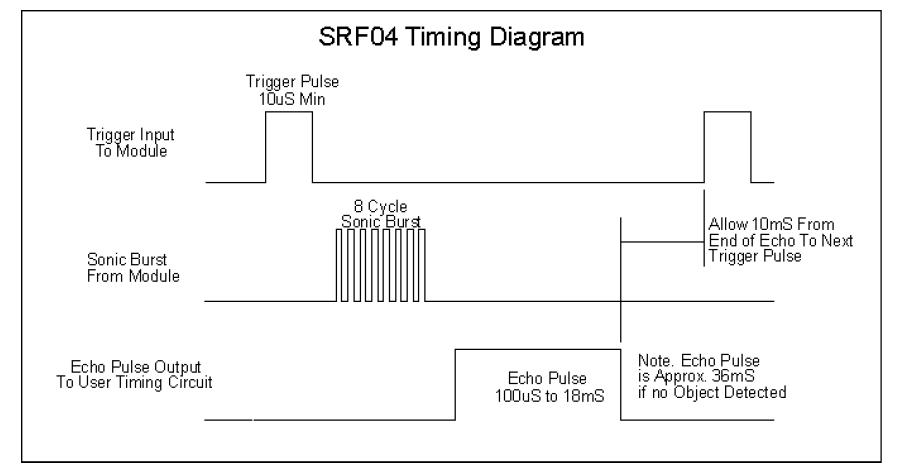 SRF04 Timing Diagram
Trigger Pulse
10uS Min
Trigger Input
To Module
8 Cycle
Sonic Burst
Allow 10mS From
End of Echo To Next
Trigger Pulse
Sonic Burst
From Module
Echo Pulse Output
To User Timing Circuit
Echo Pulse
100uS to 18mS
Note. Echo Pulse
is Approx. 36mS
if no Object Detected